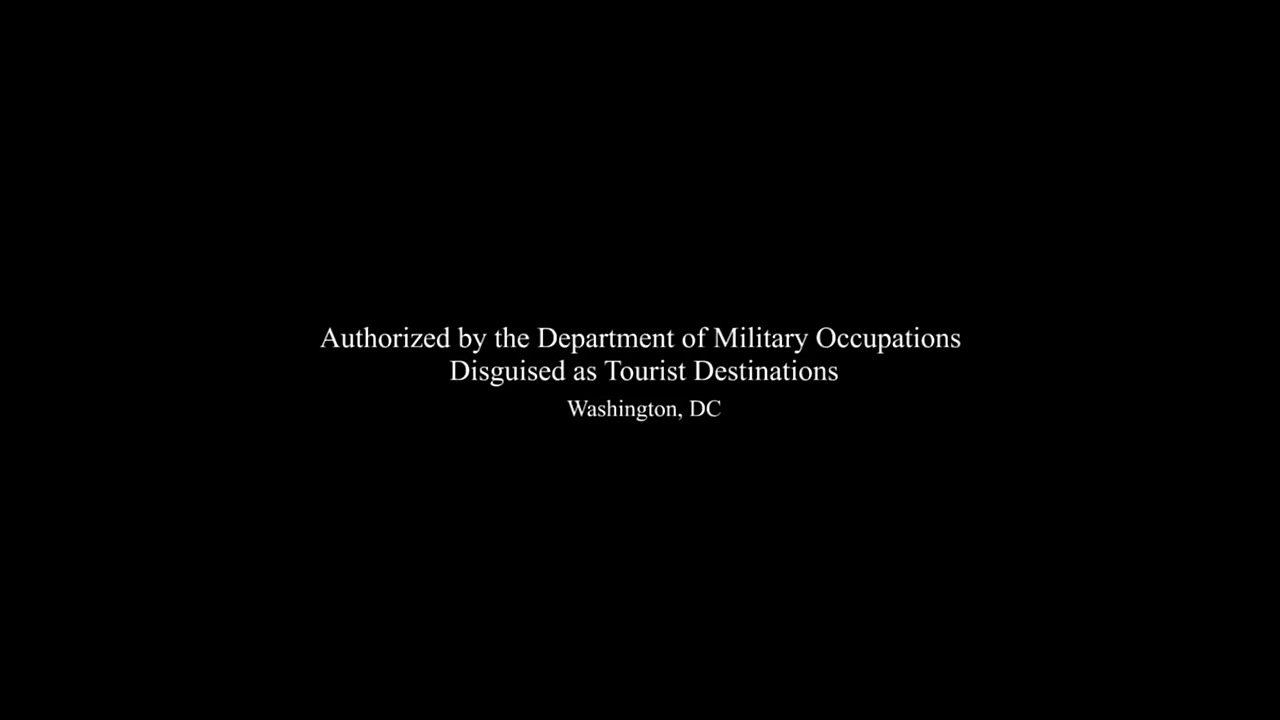 Authorized by the Department of Military Occupations
Disguised as Tourist Destinations
Washington, DC